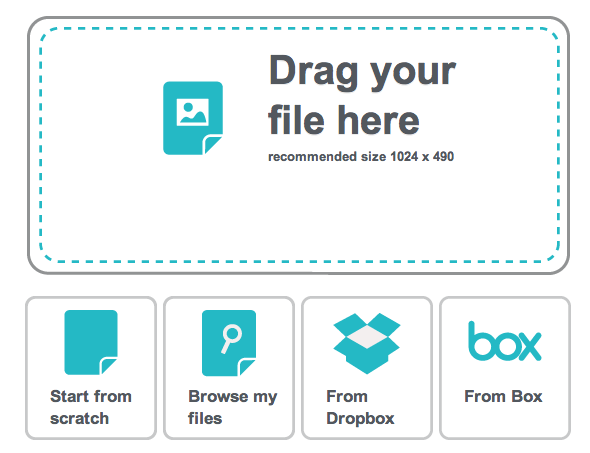 Drag your
file here
recommended size 1024 x 490
box
Start from
scratch
Browse my
files
From
Dropbox
From Box